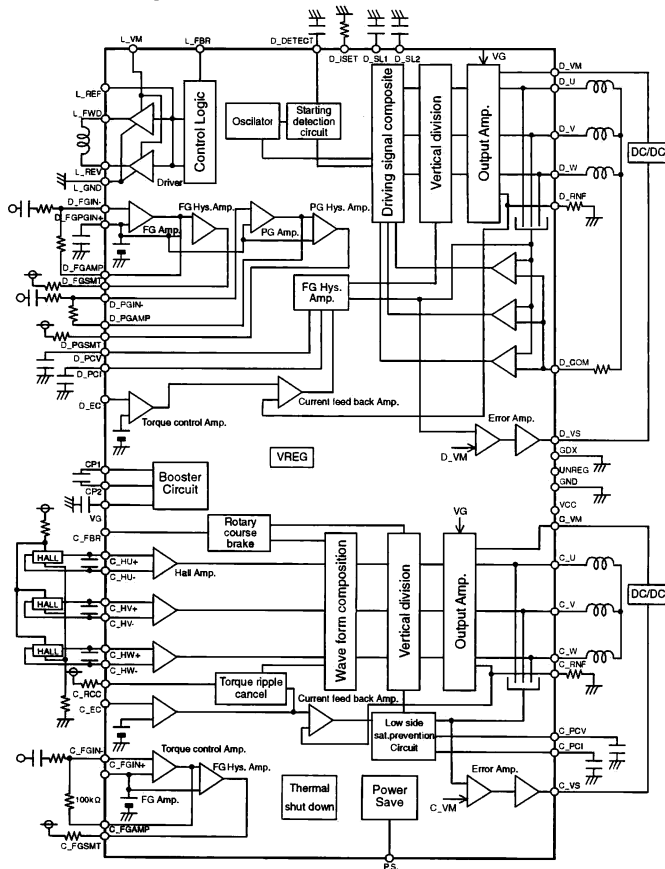 L_VM
L_FBR
D_DETECT
D_ISET
D_SL1
D_SL2
VG
D_VM
D_U
D_V
D_W
D_RNF
DC/DC
L_REF
L_FWD
L_REV
L_GND
Driver
Control Logic
Oscilator
Starting
detection
circuit
Driving signal composite
Vertical division
Output Amp.
D_FGIN-
D_FGPGIN+
FG Amp.
FG Hys. Amp.
PG Amp.
PG Hys. Amp.
D_FGAMP
D_FGSMT
D_PGIN-
D_PGAMP
D_PGSMT
D_PCV
D_PCI
FG Hys.
Amp.
D_COM
D_EC
Torque control Amp.
Current feed back Amp.
Error Amp.
D_VM
D_VS
GDX
UNREG
GND
VCC
VREG
CP1
CP2
VG
Booster
Circuit
C_FBR
Rotary
course
brake
VG
C_VM
C_U
C_V
C_W
C_RNF
DC/DC
HALL
HALL
HALL
C_HU+
C_HU-
C_HV+
C_HV-
C_HW+
C_HW-
Hall Amp.
Wave form composition
Vertical division
Output Amp.
C_RCC
Torque ripple
cancel
C_EC
Current feed back Amp.
Low side
sat.prevention
Circuit
C_PCV
C_PCI
Torque control Amp.
C_FGIN-
C_FGIN+
FG Hys. Amp.
FG Amp.
100kΩ
C_FGAMP
C_FGSMT
Thermal
shut down
Power
Save
Error Amp.
C_VM
C_VS
P.S.